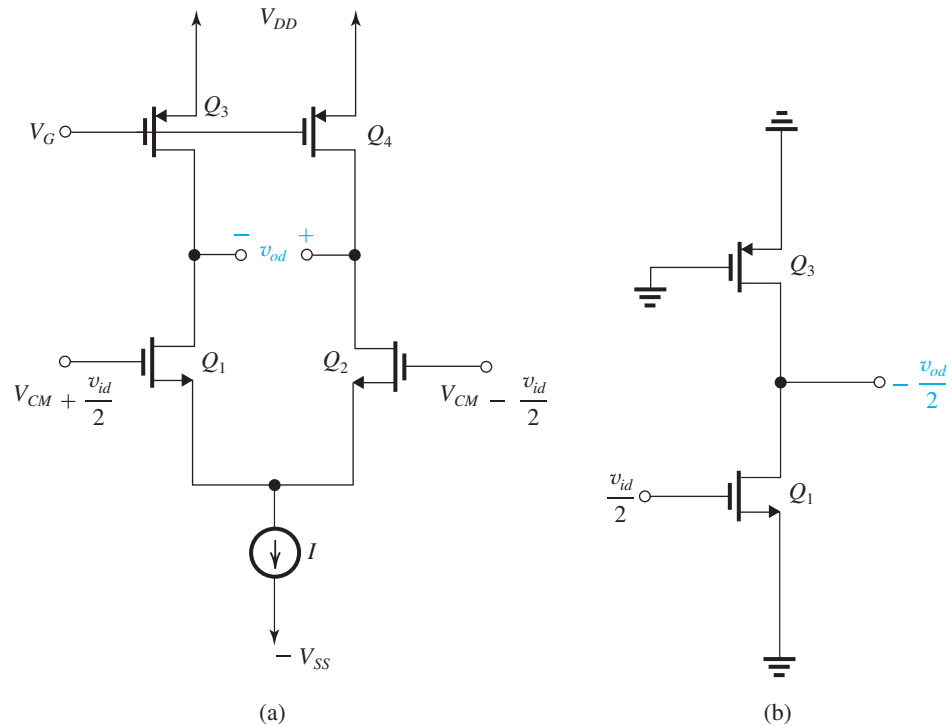 V_DD
Q_3
V_G
Q_4
− v_od +
Q_1
Q_2
V_CM + v_id/2
V_CM − v_id/2
I
− V_SS
(a)
Q_3
− v_od/2
v_id/2
Q_1
(b)